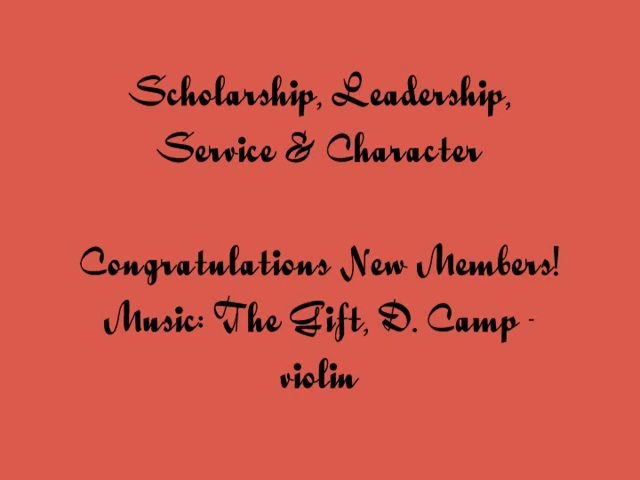 Scholarship, Leadership,
Service & Character
Congratulations New Members!
Music: The Gift, D. Camp -
violin